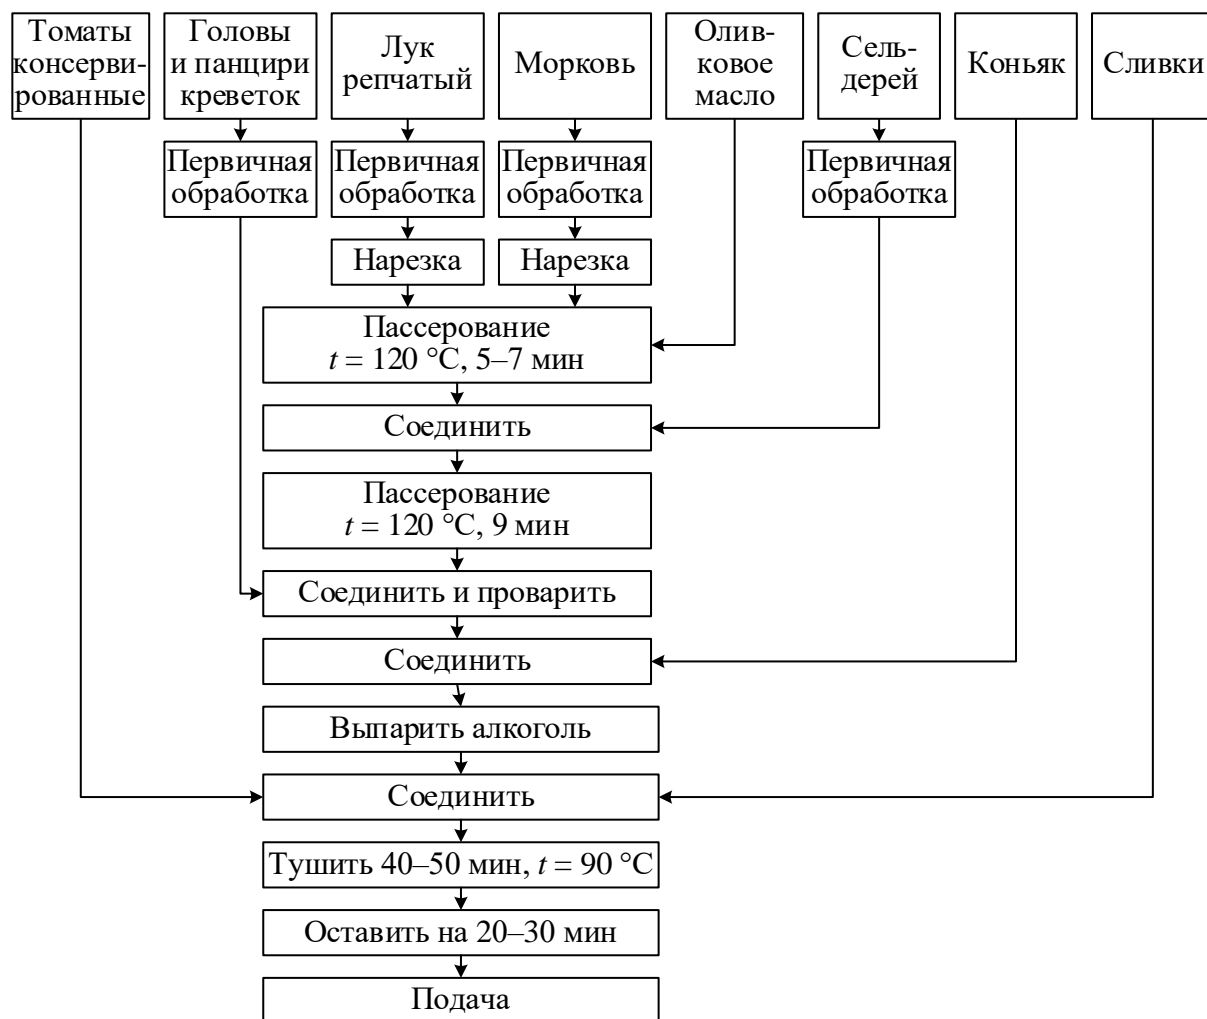 Томаты
консерви-
рованные
Головы
и панцири
креветок
Лук
репчатый
Морковь
Олив-
ковое
масло
Сель-
дерей
Коньяк
Сливки
Первичная
обработка
Первичная
обработка
Первичная
обработка
Первичная
обработка
Нарезка
Нарезка
Пассерование
t = 120 °C, 5–7 мин
Соединить
Пассерование
t = 120 °C, 9 мин
Соединить и проварить
Соединить
Выпарить алкоголь
Соединить
Тушить 40–50 мин, t = 90 °C
Оставить на 20–30 мин
Подача